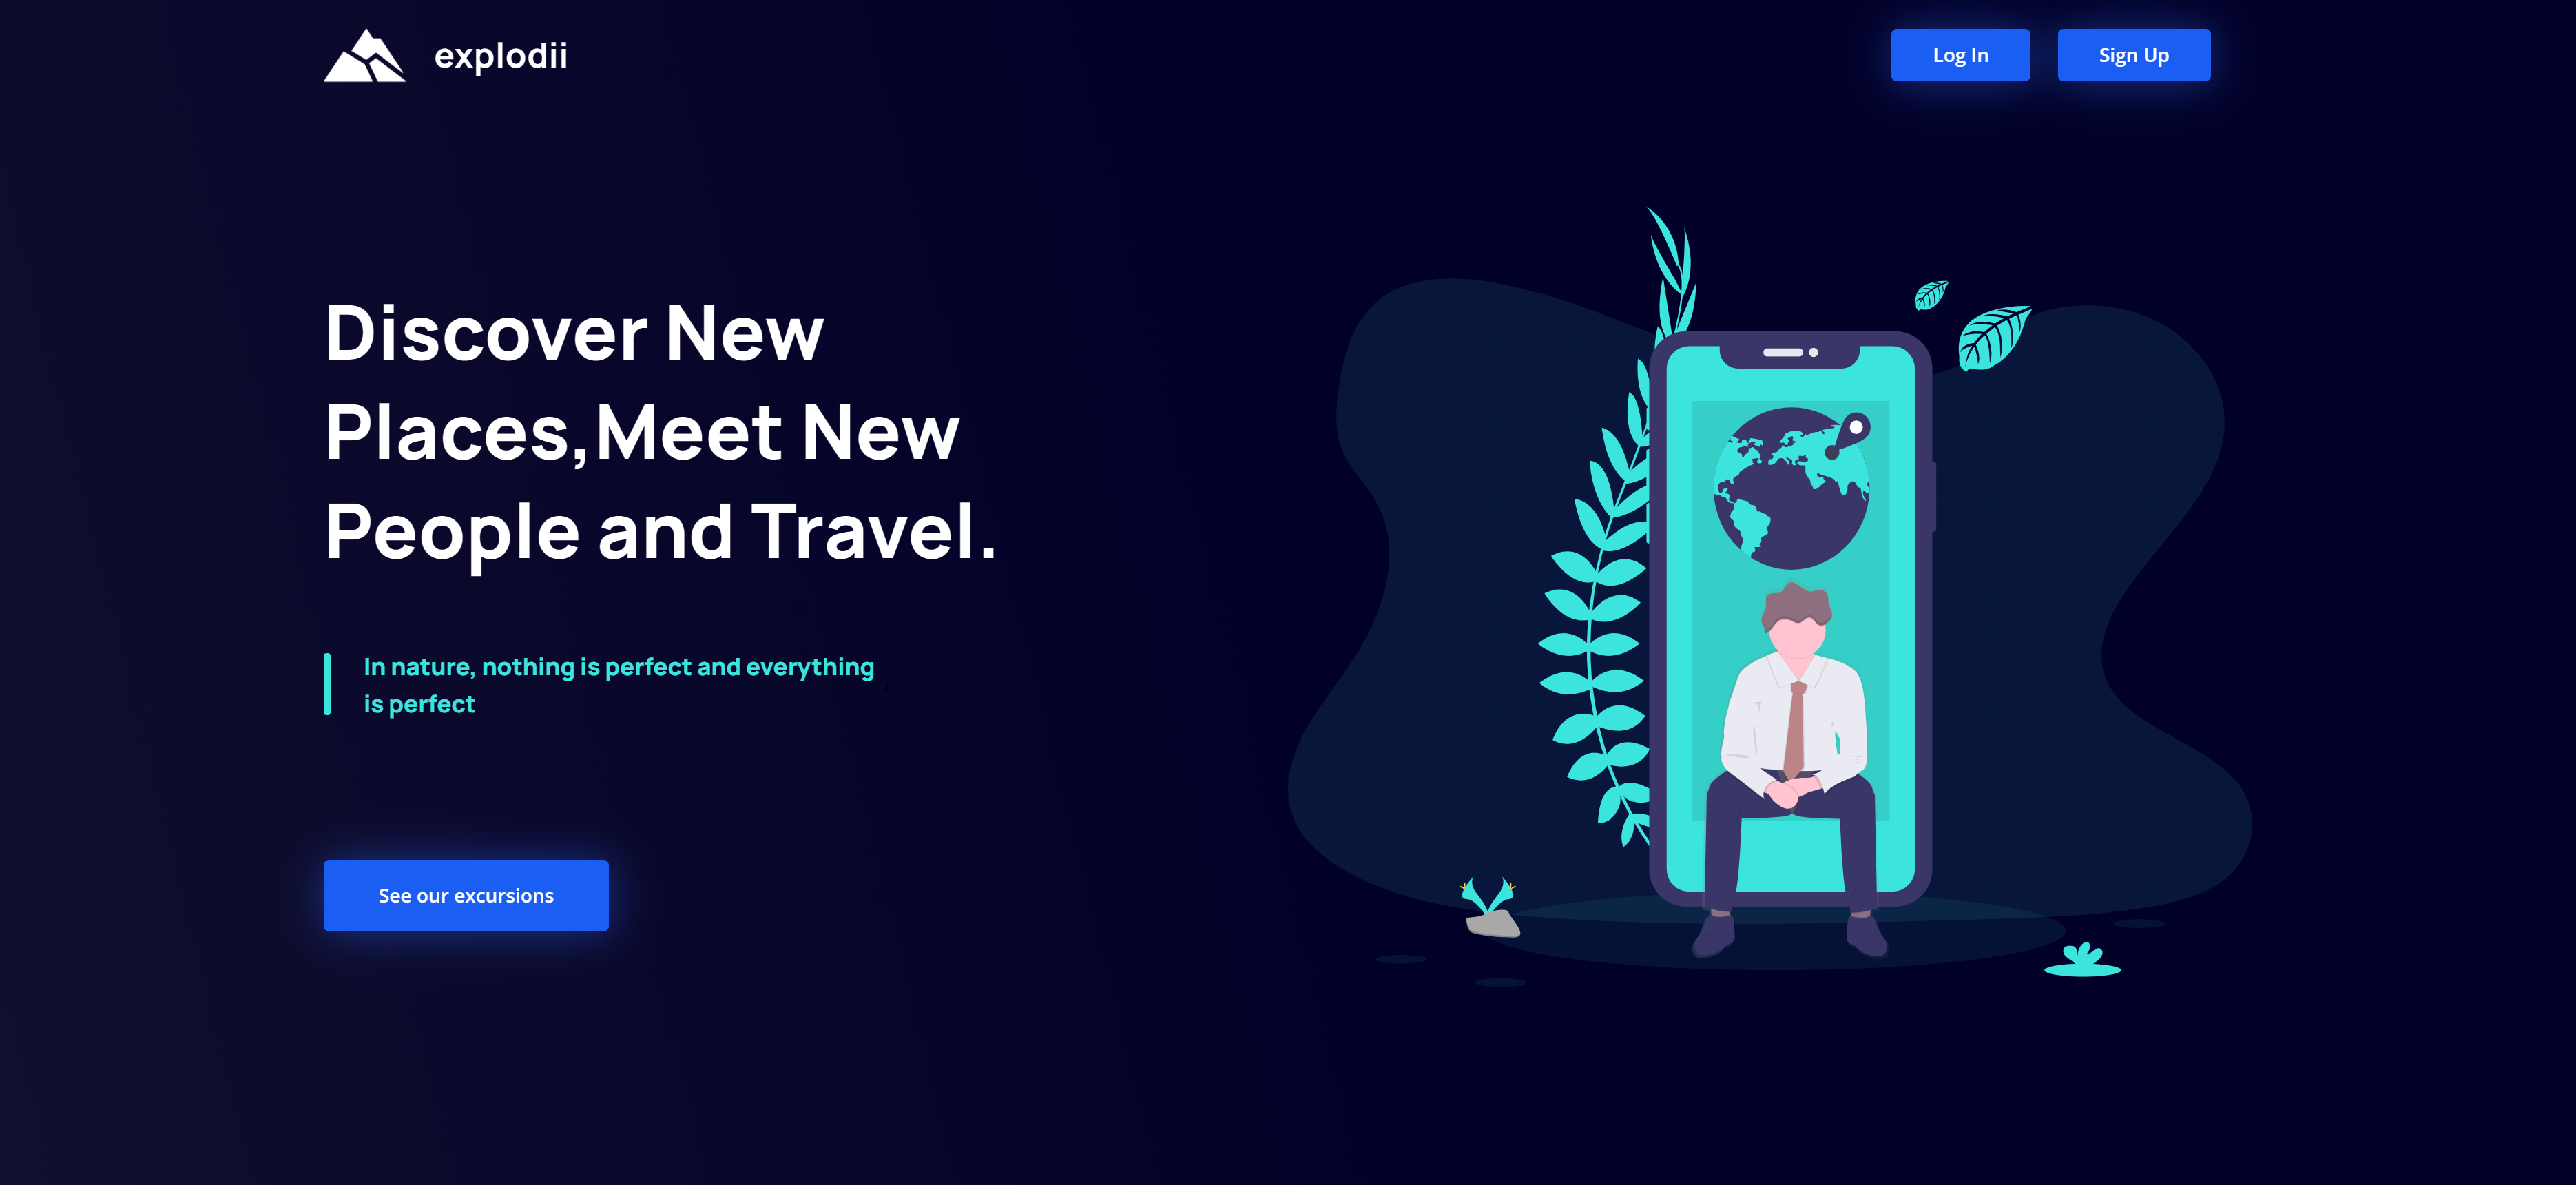 explodii
Log In
Sign Up
Discover New
Places,Meet New
People and Travel.
In nature, nothing is perfect and everything
is perfect
See our excursions